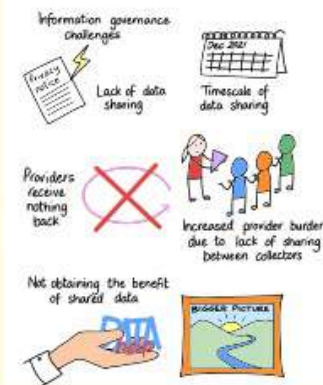 Information governance
challenges
Privacy
notice
Lack of data
sharing
Dec 2021
Timescale of
data sharing
Providers
receive
nothing
back
Increased provider burden
due to lack of sharing
between collectors
Not obtaining the benefit
of shared data
DATA
help
BIGGER PICTURE